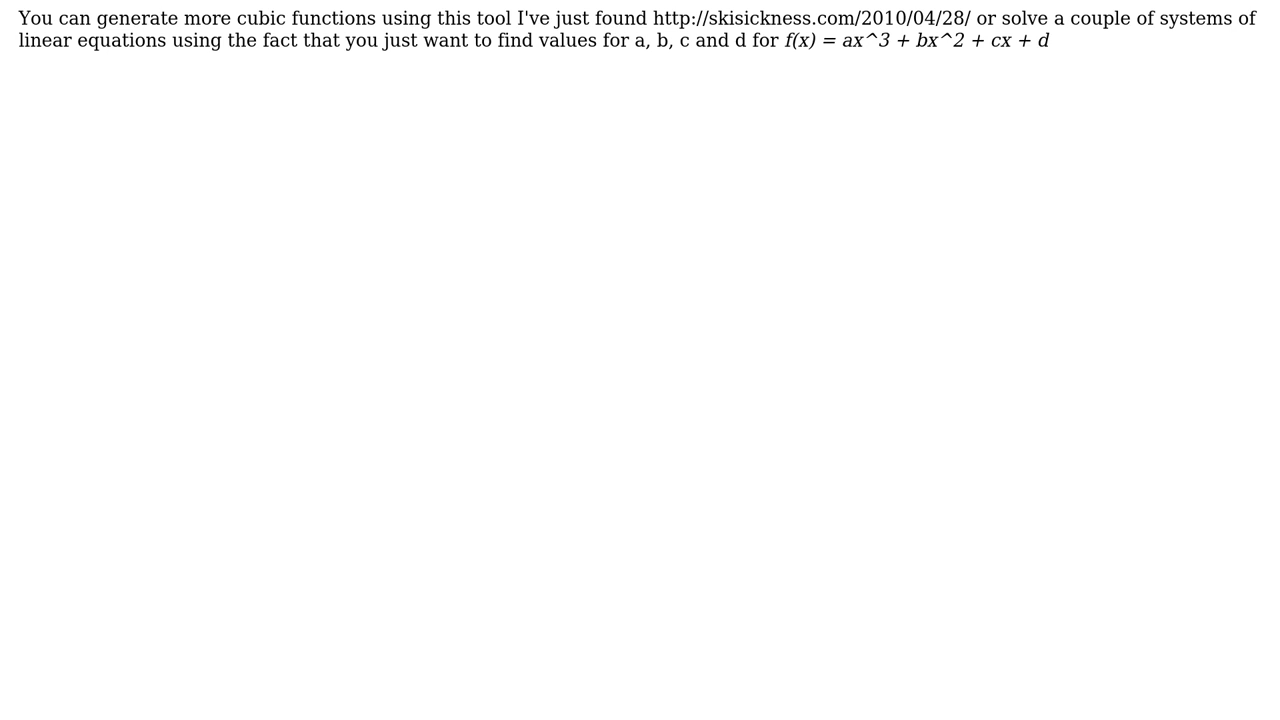 You can generate more cubic functions using this tool I've just found http://skisickness.com/2010/04/28/ or solve a couple of systems of
linear equations using the fact that you just want to find values for a, b, c and d for f(x) = ax^3 + bx^2 + cx + d